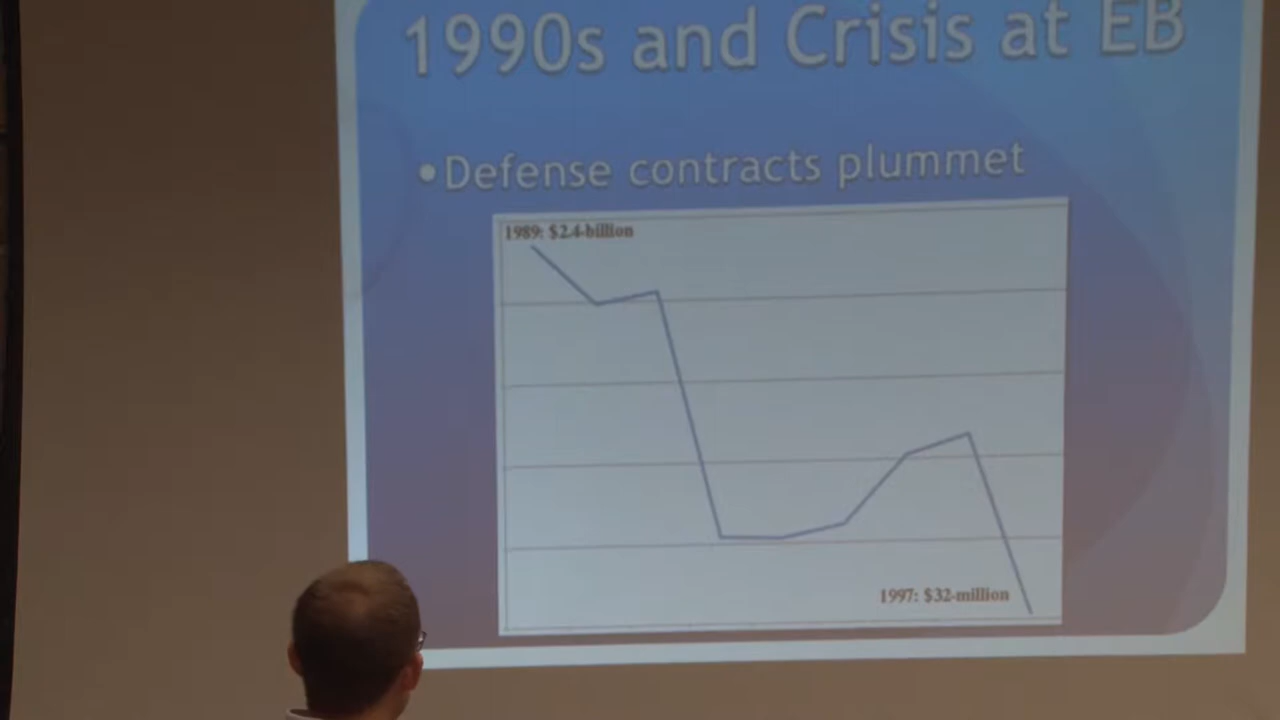 1990s and Crisis at EB
•Defense contracts plummet
1989: $2.4-billion
1997: $32-million